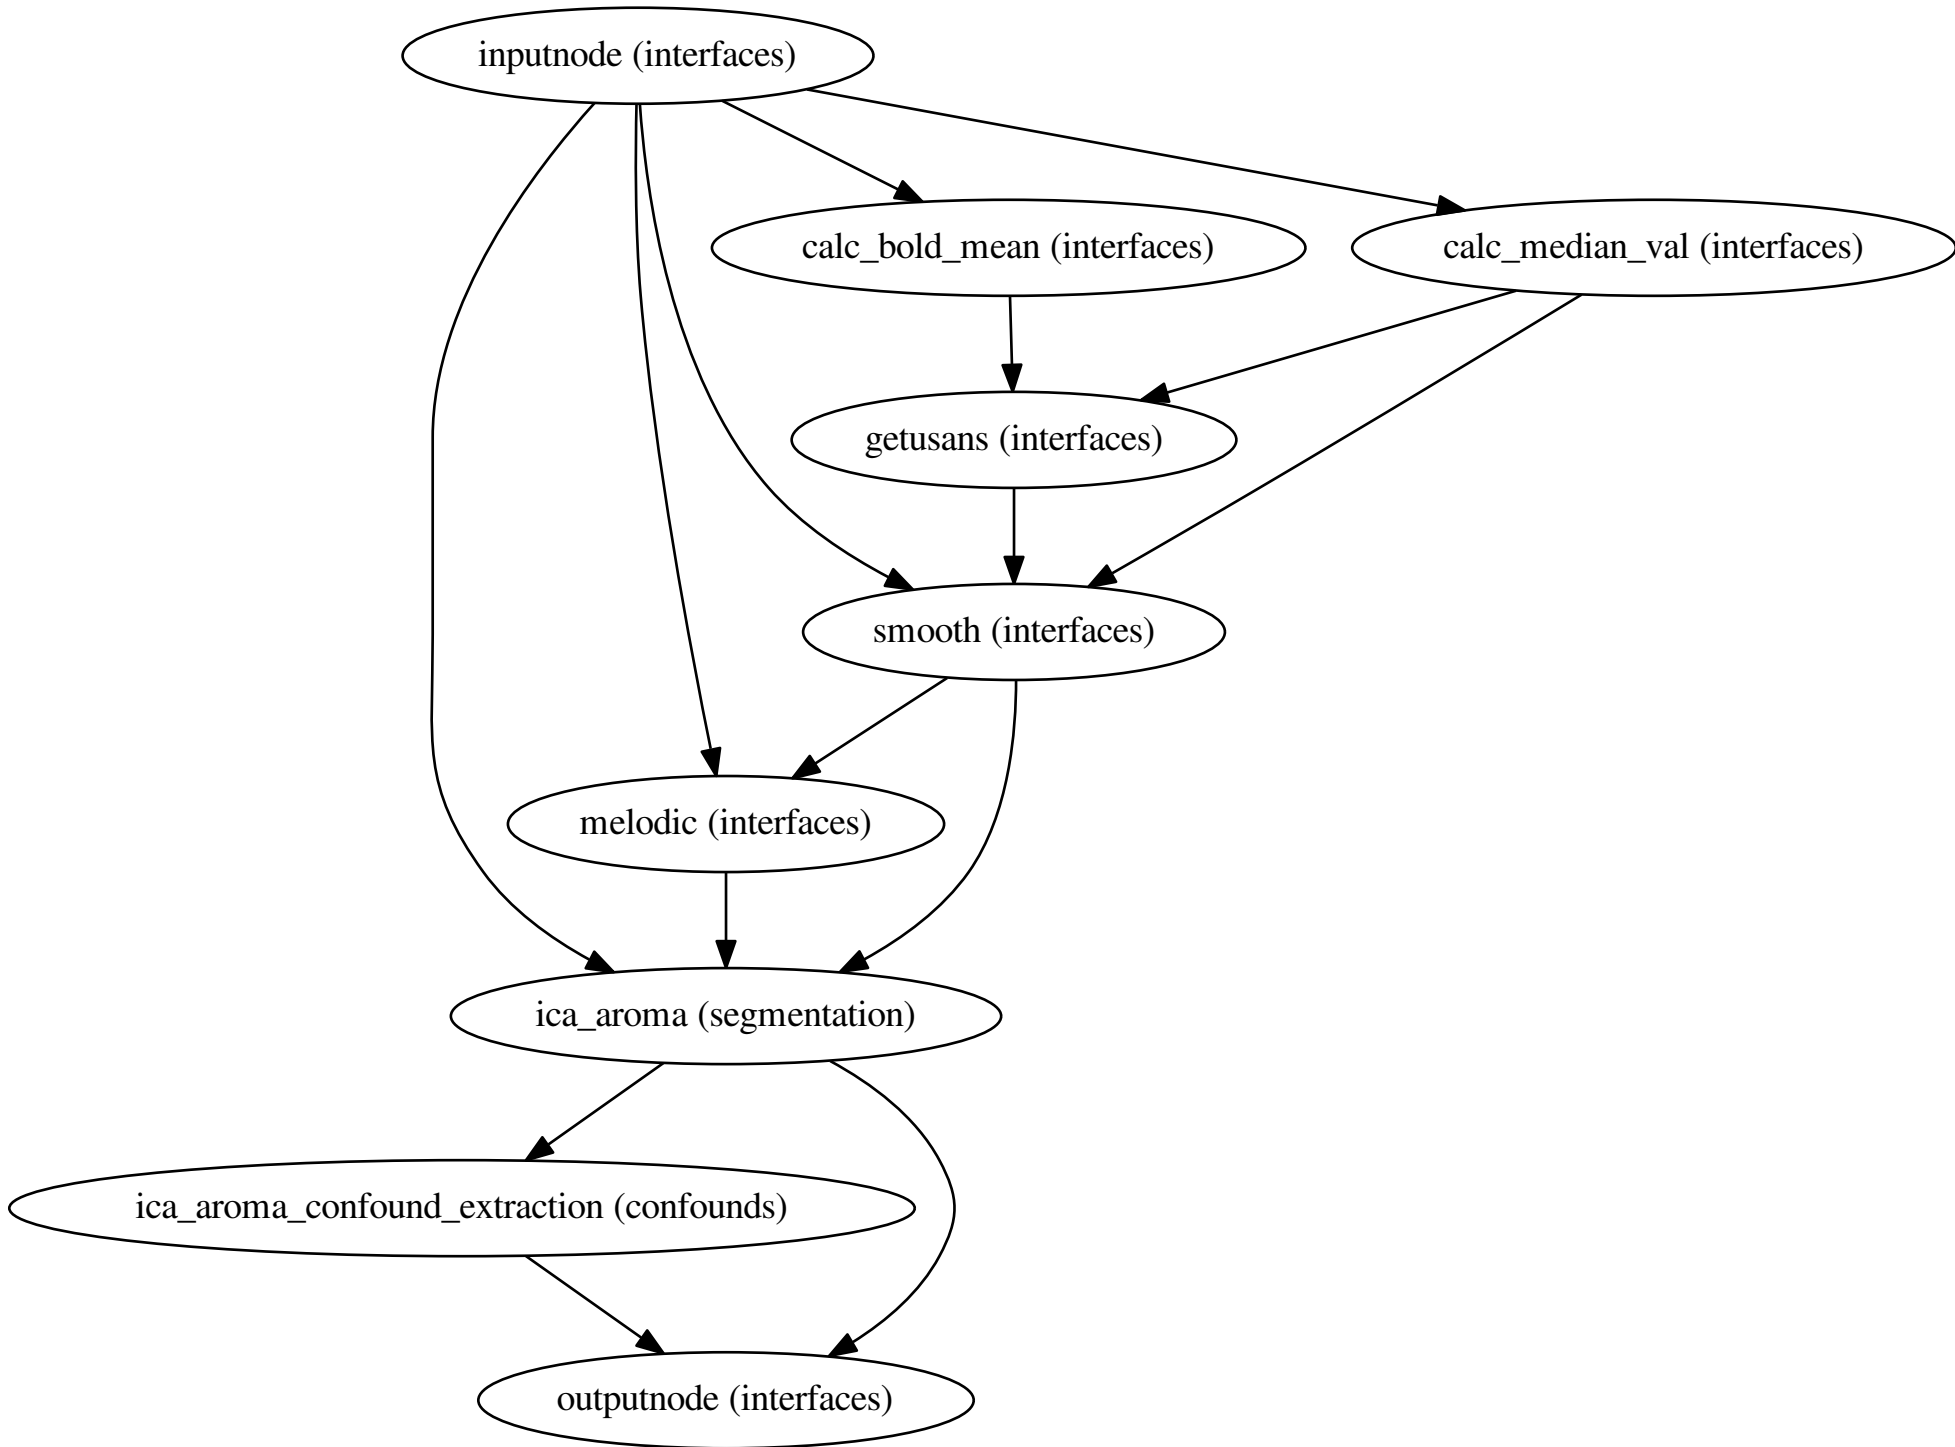 inputnode (interfaces)
calc_bold_mean (interfaces)
calc_median_val (interfaces)
getusans (interfaces)
smooth (interfaces)
melodic (interfaces)
ica_aroma (segmentation)
ica_aroma_confound_extraction (confounds)
outputnode (interfaces)